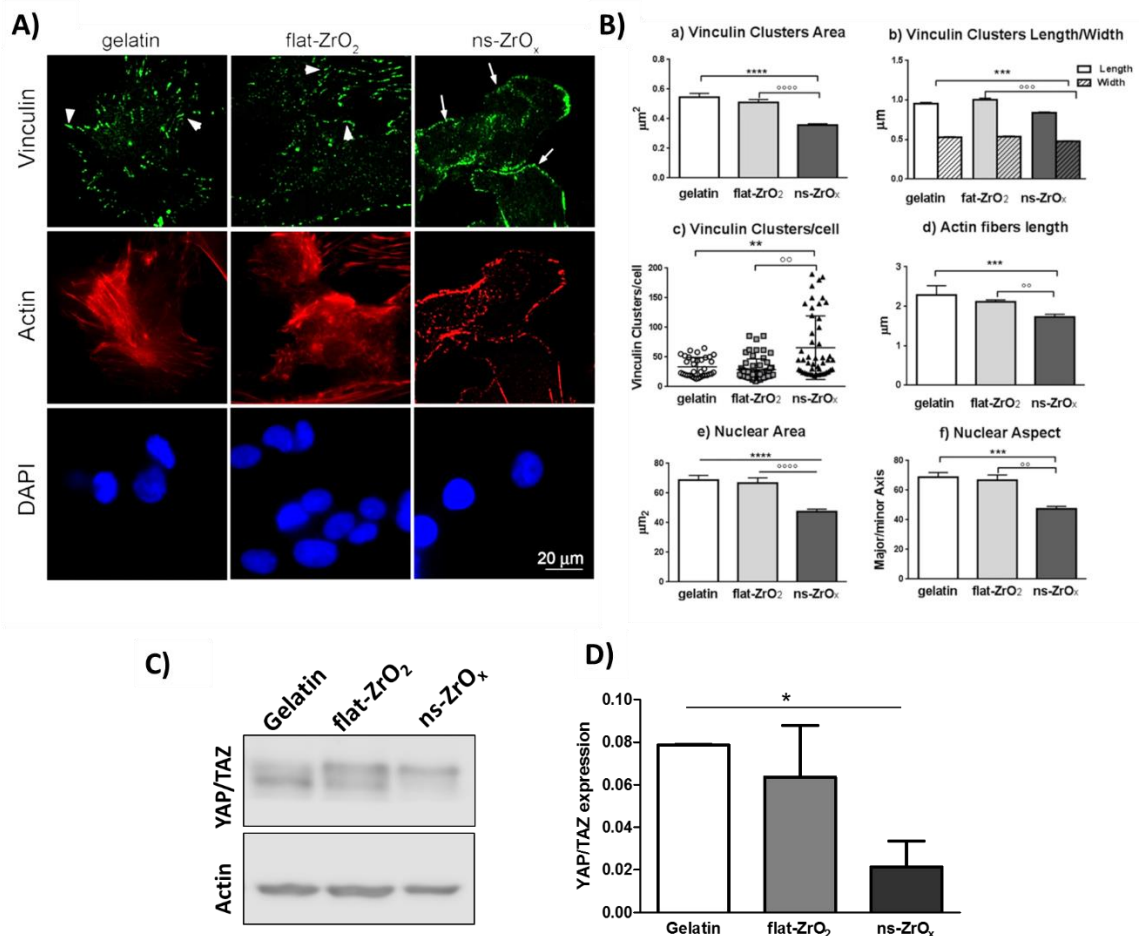 A)
gelatin
flat-ZrO₂
ns-ZrOₓ
Vinculin
Actin
DAPI
20 μm
B)
a) Vinculin Clusters Area
****
°°°°
μm²
0.8
0.6
0.4
0.2
0.0
gelatin
flat-ZrO₂
ns-ZrOₓ
b) Vinculin Clusters Length/Width
***
°°°
Length
Width
μm
1.5
1.0
0.5
0.0
gelatin
fat-ZrO₂
ns-ZrOₓ
c) Vinculin Clusters/cell
**
°°
Vinculin Clusters/cell
200
150
100
50
0
gelatin
flat-ZrO₂
ns-ZrOₓ
d) Actin fibers length
***
°°
μm
3
2
1
0
gelatin
flat-ZrO₂
ns-ZrOₓ
e) Nuclear Area
****
°°°°
μm₂
80
60
40
20
0
gelatin
flat-ZrO₂
ns-ZrOₓ
f) Nuclear Aspect
***
°°
Major/minor Axis
80
60
40
20
0
gelatin
flat-ZrO₂
ns-ZrOₓ
C)
Gelatin
flat-ZrO₂
ns-ZrOₓ
YAP/TAZ
Actin
D)
*
YAP/TAZ expression
0.10
0.08
0.06
0.04
0.02
0.00
Gelatin
flat-ZrO₂
ns-ZrOₓ